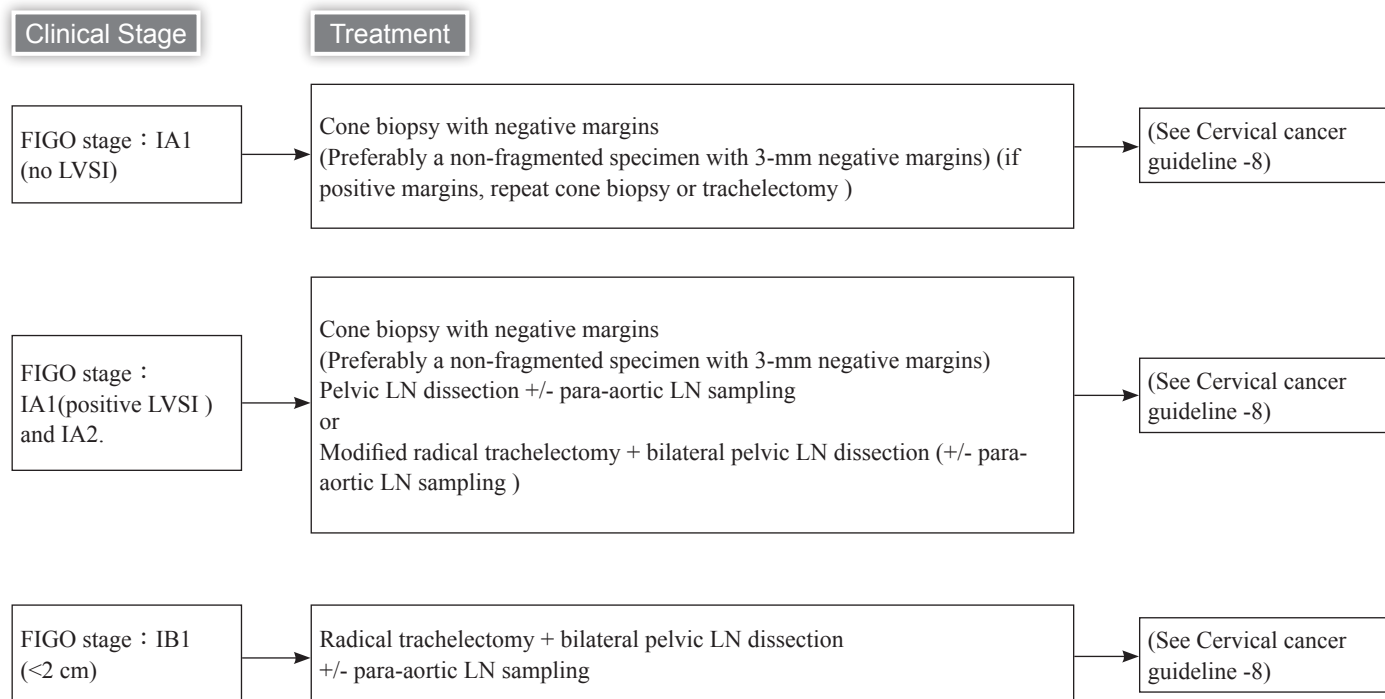 Clinical Stage
Treatment
FIGO stage：IA1
(no LVSI)
Cone biopsy with negative margins
(Preferably a non-fragmented specimen with 3-mm negative margins) (if
positive margins, repeat cone biopsy or trachelectomy )
(See Cervical cancer
guideline -8)
FIGO stage：
IA1(positive LVSI )
and IA2.
Cone biopsy with negative margins
(Preferably a non-fragmented specimen with 3-mm negative margins)
Pelvic LN dissection +/- para-aortic LN sampling
or
Modified radical trachelectomy + bilateral pelvic LN dissection (+/- para-
aortic LN sampling )
(See Cervical cancer
guideline -8)
FIGO stage：IB1
(<2 cm)
Radical trachelectomy + bilateral pelvic LN dissection
+/- para-aortic LN sampling
(See Cervical cancer
guideline -8)